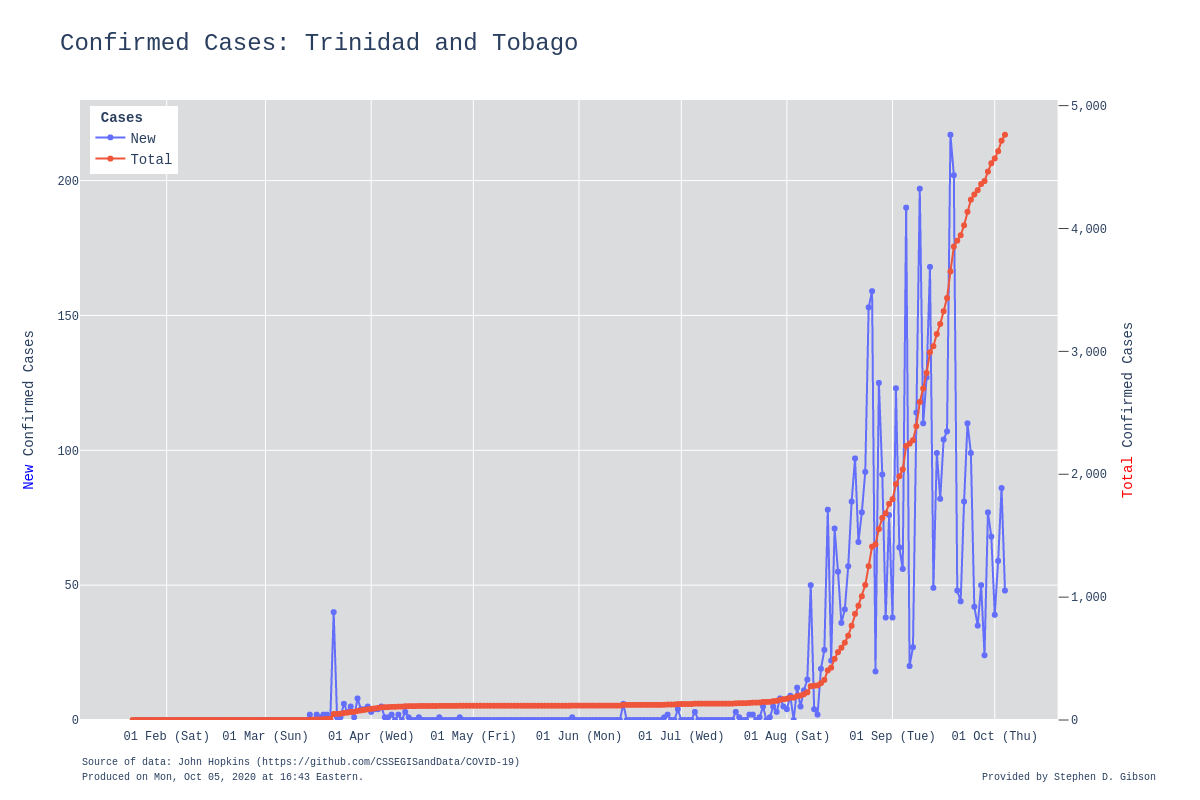 Confirmed Cases: Trinidad and Tobago
Cases
New
Total
200
150
100
50
0
New Confirmed Cases
5,000
4,000
3,000
2,000
1,000
0
Total Confirmed Cases
01 Feb (Sat) 01 Mar (Sun) 01 Apr (Wed) 01 May (Fri) 01 Jun (Mon) 01 Jul (Wed) 01 Aug (Sat) 01 Sep (Tue) 01 Oct (Thu)
Source of data: John Hopkins (https://github.com/CSSEGISandData/COVID-19)
Produced on Mon, Oct 05, 2020 at 16:43 Eastern.
Provided by Stephen D. Gibson